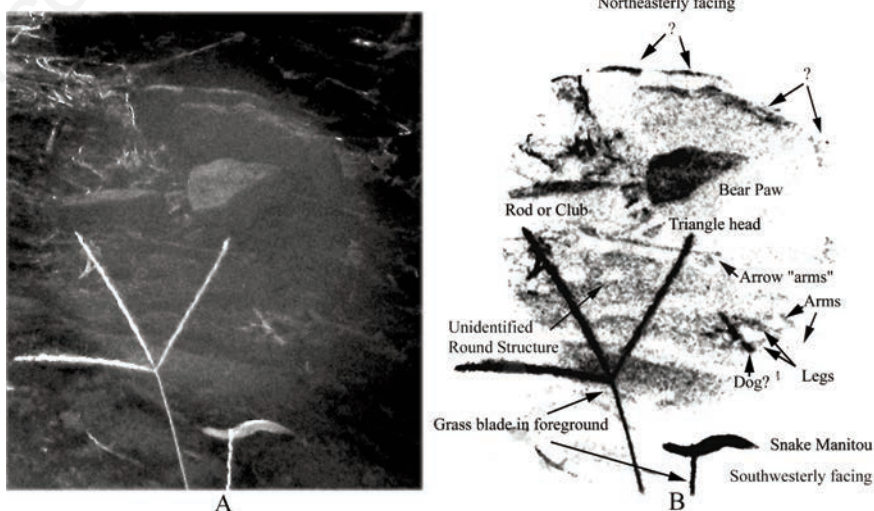 Northeasterly facing
?
?
Bear Paw
Rod or Club
Triangle head
Arrow "arms"
Arms
Unidentified
Round Structure
Dog?
Legs
Grass blade in foreground
Snake Manitou
Southwesterly facing
A
B